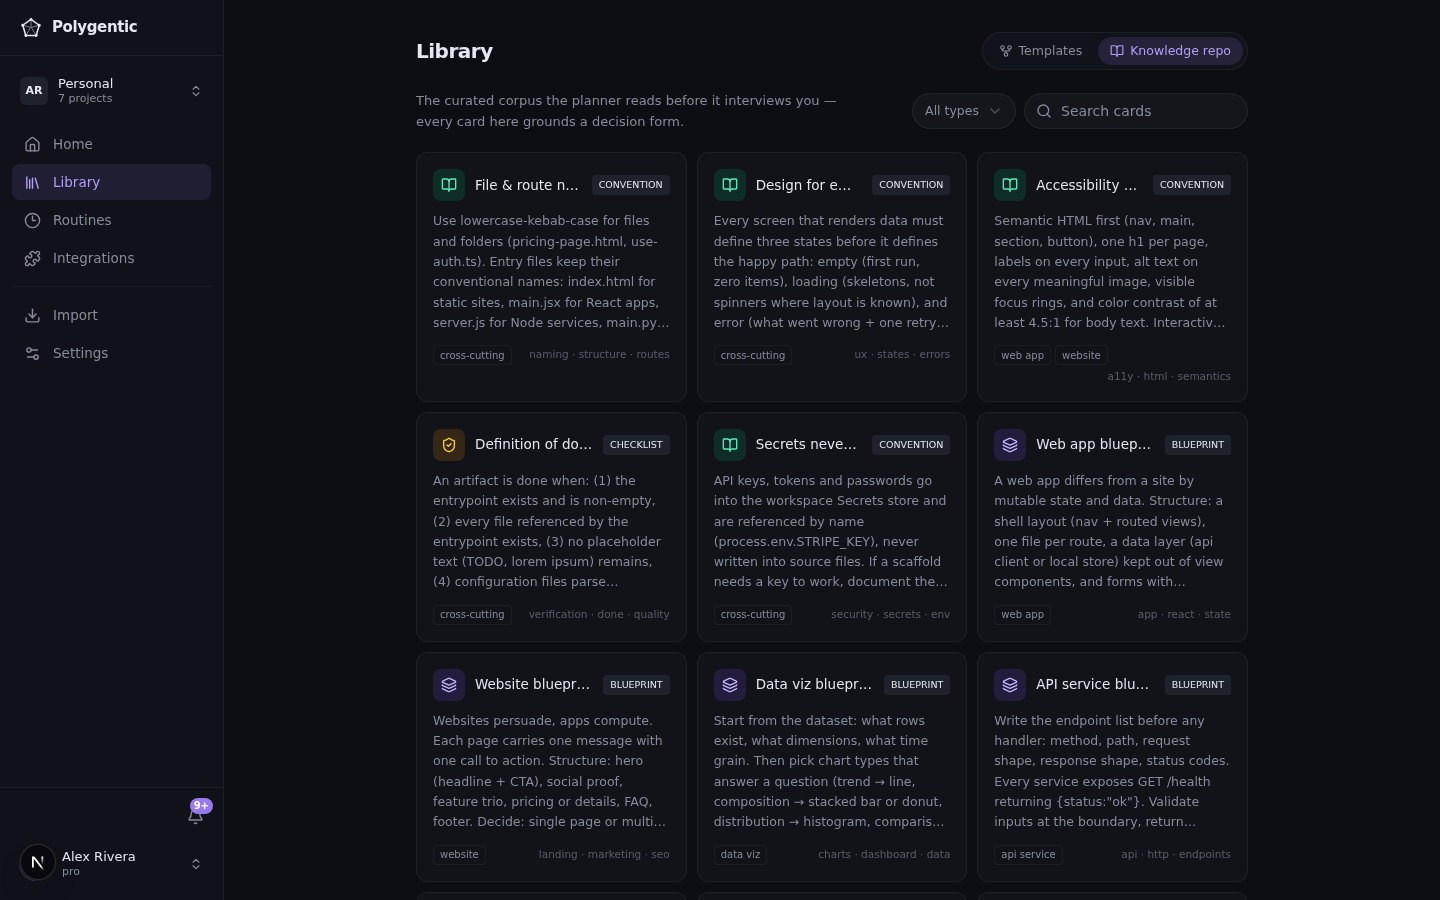 Polygentic
AR
Personal
7 projects
Home
Library
Routines
Integrations
Import
Settings
9+
N
Alex Rivera
pro
Library
Templates
Knowledge repo
The curated corpus the planner reads before it interviews you —
every card here grounds a decision form.
All types
Search cards
File & route n...
CONVENTION
Use lowercase-kebab-case for files
and folders (pricing-page.html, use-
auth.ts). Entry files keep their
conventional names: index.html for
static sites, main.jsx for React apps,
server.js for Node services, main.py...
cross-cutting
naming · structure · routes
Design for e...
CONVENTION
Every screen that renders data must
define three states before it defines
the happy path: empty (first run,
zero items), loading (skeletons, not
spinners where layout is known), and
error (what went wrong + one retry...
cross-cutting
ux · states · errors
Accessibility ...
CONVENTION
Semantic HTML first (nav, main,
section, button), one h1 per page,
labels on every input, alt text on
every meaningful image, visible
focus rings, and color contrast of at
least 4.5:1 for body text. Interactiv...
web app
website
a11y · html · semantics
Definition of do...
CHECKLIST
An artifact is done when: (1) the
entrypoint exists and is non-empty,
(2) every file referenced by the
entrypoint exists, (3) no placeholder
text (TODO, lorem ipsum) remains,
(4) configuration files parse...
cross-cutting
verification · done · quality
Secrets neve...
CONVENTION
API keys, tokens and passwords go
into the workspace Secrets store and
are referenced by name
(process.env.STRIPE_KEY), never
written into source files. If a scaffold
needs a key to work, document the...
cross-cutting
security · secrets · env
Web app bluep...
BLUEPRINT
A web app differs from a site by
mutable state and data. Structure: a
shell layout (nav + routed views),
one file per route, a data layer (api
client or local store) kept out of view
components, and forms with...
web app
app · react · state
Website bluepr...
BLUEPRINT
Websites persuade, apps compute.
Each page carries one message with
one call to action. Structure: hero
(headline + CTA), social proof,
feature trio, pricing or details, FAQ,
footer. Decide: single page or multi...
website
landing · marketing · seo
Data viz bluepr...
BLUEPRINT
Start from the dataset: what rows
exist, what dimensions, what time
grain. Then pick chart types that
answer a question (trend → line,
composition → stacked bar or donut,
distribution → histogram, comparis...
data viz
charts · dashboard · data
API service blu...
BLUEPRINT
Write the endpoint list before any
handler: method, path, request
shape, response shape, status codes.
Every service exposes GET /health
returning {status:"ok"}. Validate
inputs at the boundary, return...
api service
api · http · endpoints